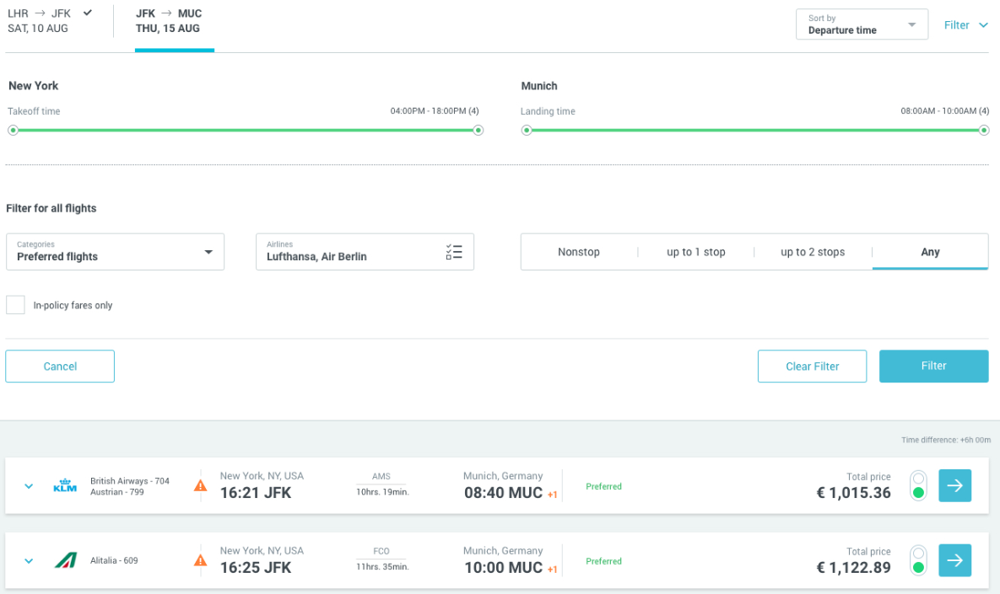 LHR → JFK ✓
SAT, 10 AUG
JFK → MUC
THU, 15 AUG
Sort by
Departure time
Filter
New York
Takeoff time
04:00PM - 18:00PM (4)
Munich
Landing time
08:00AM - 10:00AM (4)
Filter for all flights
Categories
Preferred flights
Airlines
Lufthansa, Air Berlin
Nonstop
up to 1 stop
up to 2 stops
Any
In-policy fares only
Cancel
Clear Filter
Filter
Time difference: +6h 00m
KLM
British Airways - 704
Austrian - 799
New York, NY, USA
16:21 JFK
AMS
10hrs. 19min.
Munich, Germany
08:40 MUC +1
Preferred
Total price
€ 1,015.36
Alitalia - 609
New York, NY, USA
16:25 JFK
FCO
11hrs. 35min.
Munich, Germany
10:00 MUC +1
Preferred
Total price
€ 1,122.89